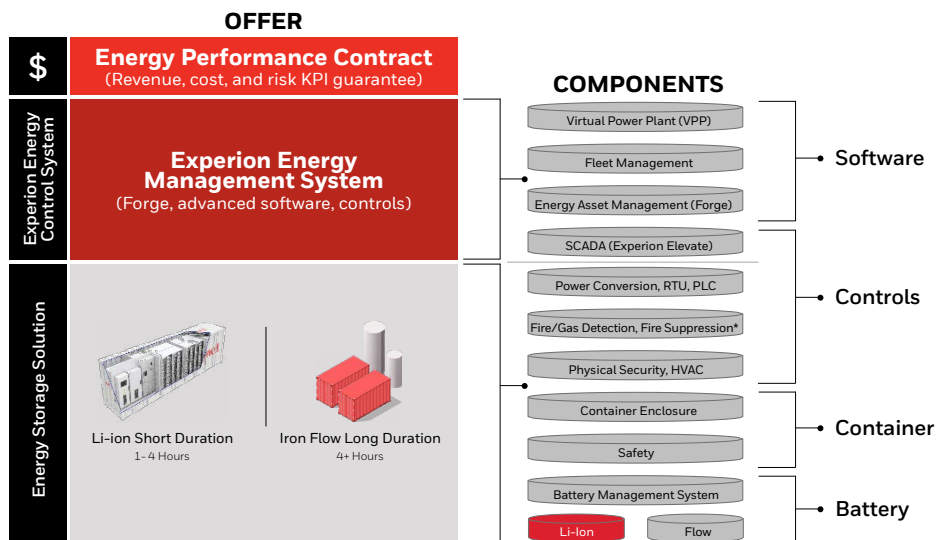 OFFER
$
Energy Performance Contract
(Revenue, cost, and risk KPI guarantee)
Experion Energy
Control System
Experion Energy
Management System
(Forge, advanced software, controls)
Energy Storage Solution
Li-ion Short Duration
1- 4 Hours
Iron Flow Long Duration
4+ Hours
COMPONENTS
Virtual Power Plant (VPP)
Fleet Management
Energy Asset Management (Forge)
SCADA (Experion Elevate)
Power Conversion, RTU, PLC
Fire/Gas Detection, Fire Suppression*
Physical Security, HVAC
Container Enclosure
Safety
Battery Management System
Li-Ion
Flow
Software
Controls
Container
Battery